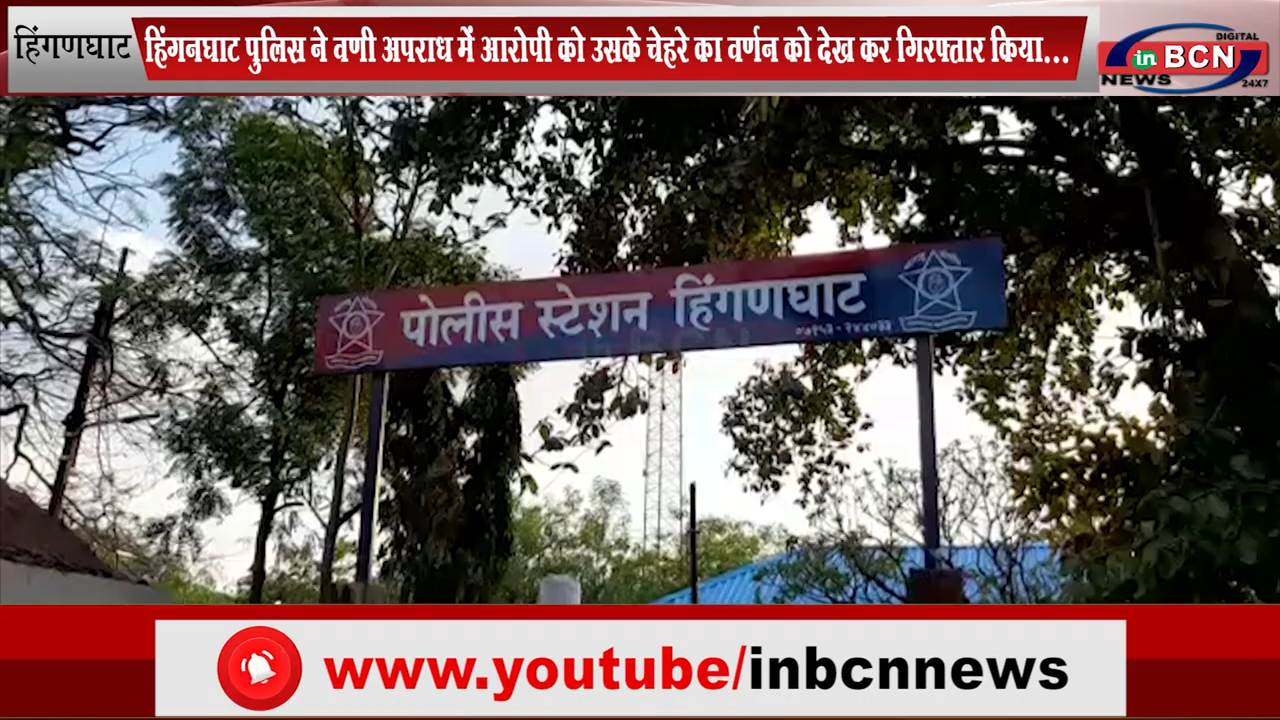 हिंगणघाट
हिंगनघाट पुलिस ने वणी अपराध में आरोपी को उसके चेहरे का वर्णन को देख कर गिरफ्तार किया...
DIGITAL
in BCN
NEWS
24X7
पोलीस स्टेशन हिंगणघाट
www.youtube/inbcnnews